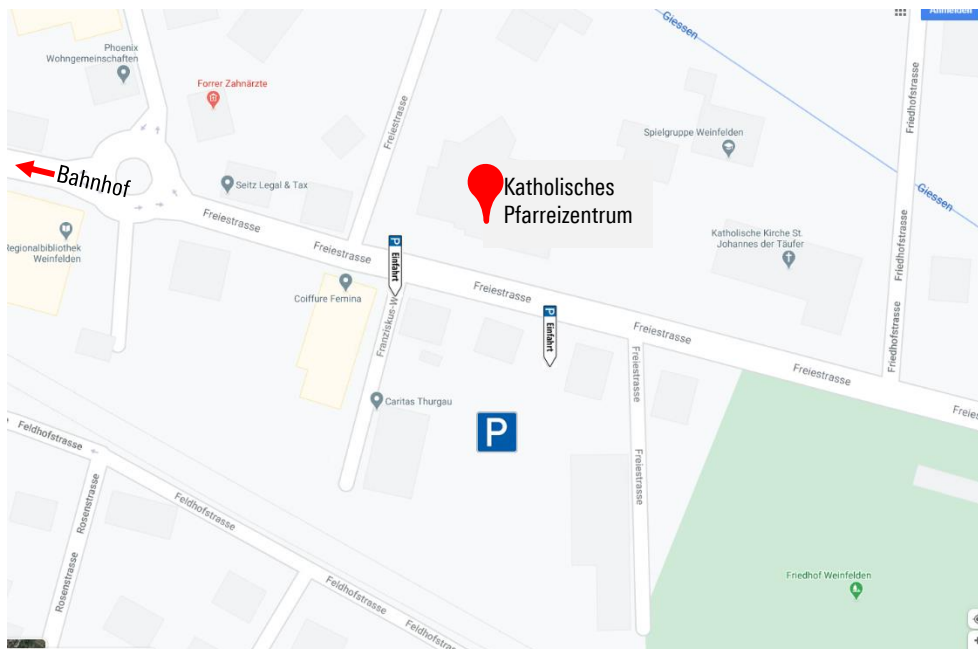 Giessen
Anmelden
Phoenix
Wohngemeinschaften
Forrer Zahnärzte
Freiestrasse
Friedhofstrasse
Spielgruppe Weinfelden
Bahnhof
Seitz Legal & Tax
Katholisches
Pfarreizentrum
Giessen
Freiestrasse
Regionalbibliothek
Weinfelden
Katholische Kirche St.
Johannes der Täufer
Friedhofstrasse
Freiestrasse
P Einfahrt
Coiffure Femina
Freiestrasse
P Einfahrt
Franziskus-W
Freiestrasse
Friedhofstrasse
Freiestrasse
Freiestrasse
Freies
Caritas Thurgau
P
Feldhofstrasse
Freiestrasse
Rosenstrasse
Feldhofstrasse
Rosenstrasse
Feldhofstrasse
Friedhof Weinfelden